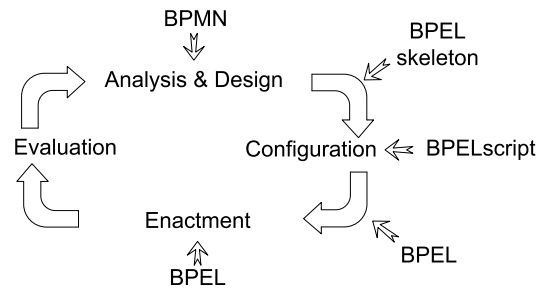 BPMN
BPEL
skeleton
Analysis & Design
Evaluation
Configuration
BPELscript
Enactment
BPEL
BPEL